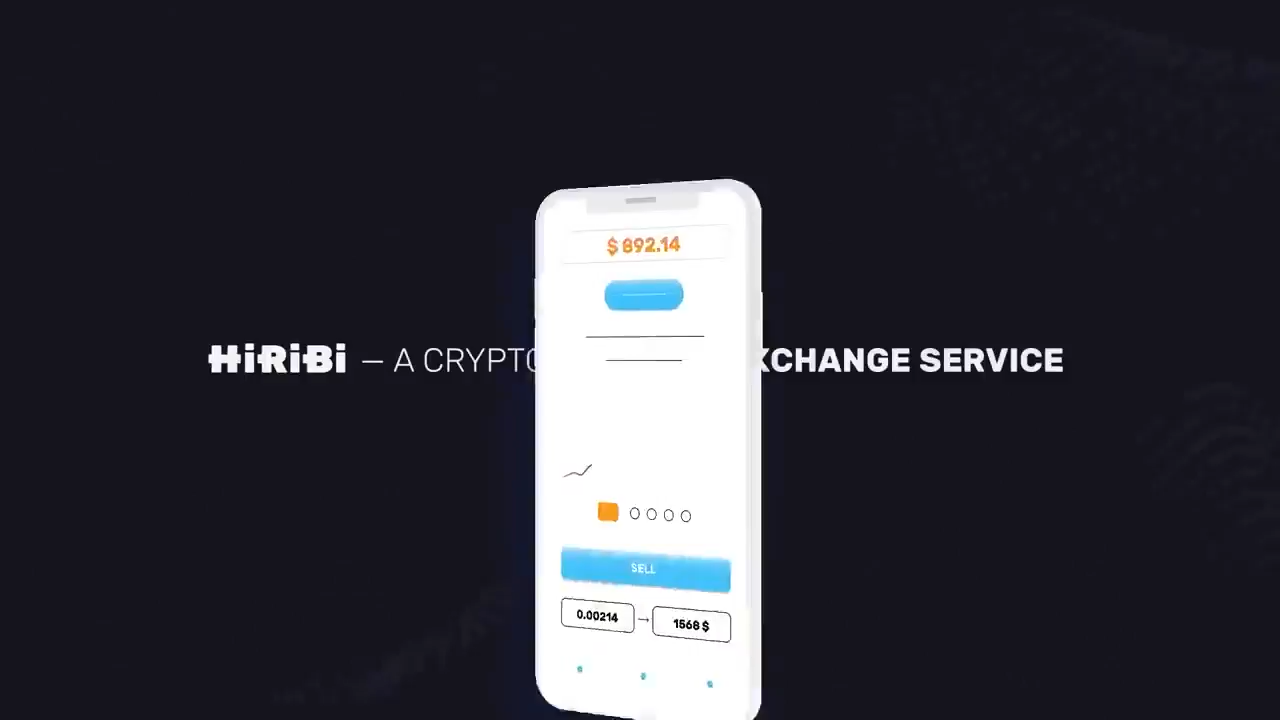 $ 892.14
HiRiBi – A CRYPTO XCHANGE SERVICE
SELL
0.00214 → 1568 $